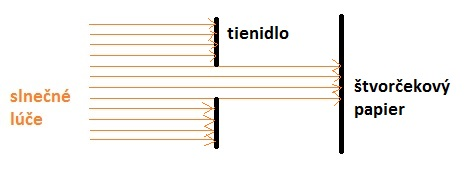 tienidlo
slnečné
lúče
štvorčekový
papier